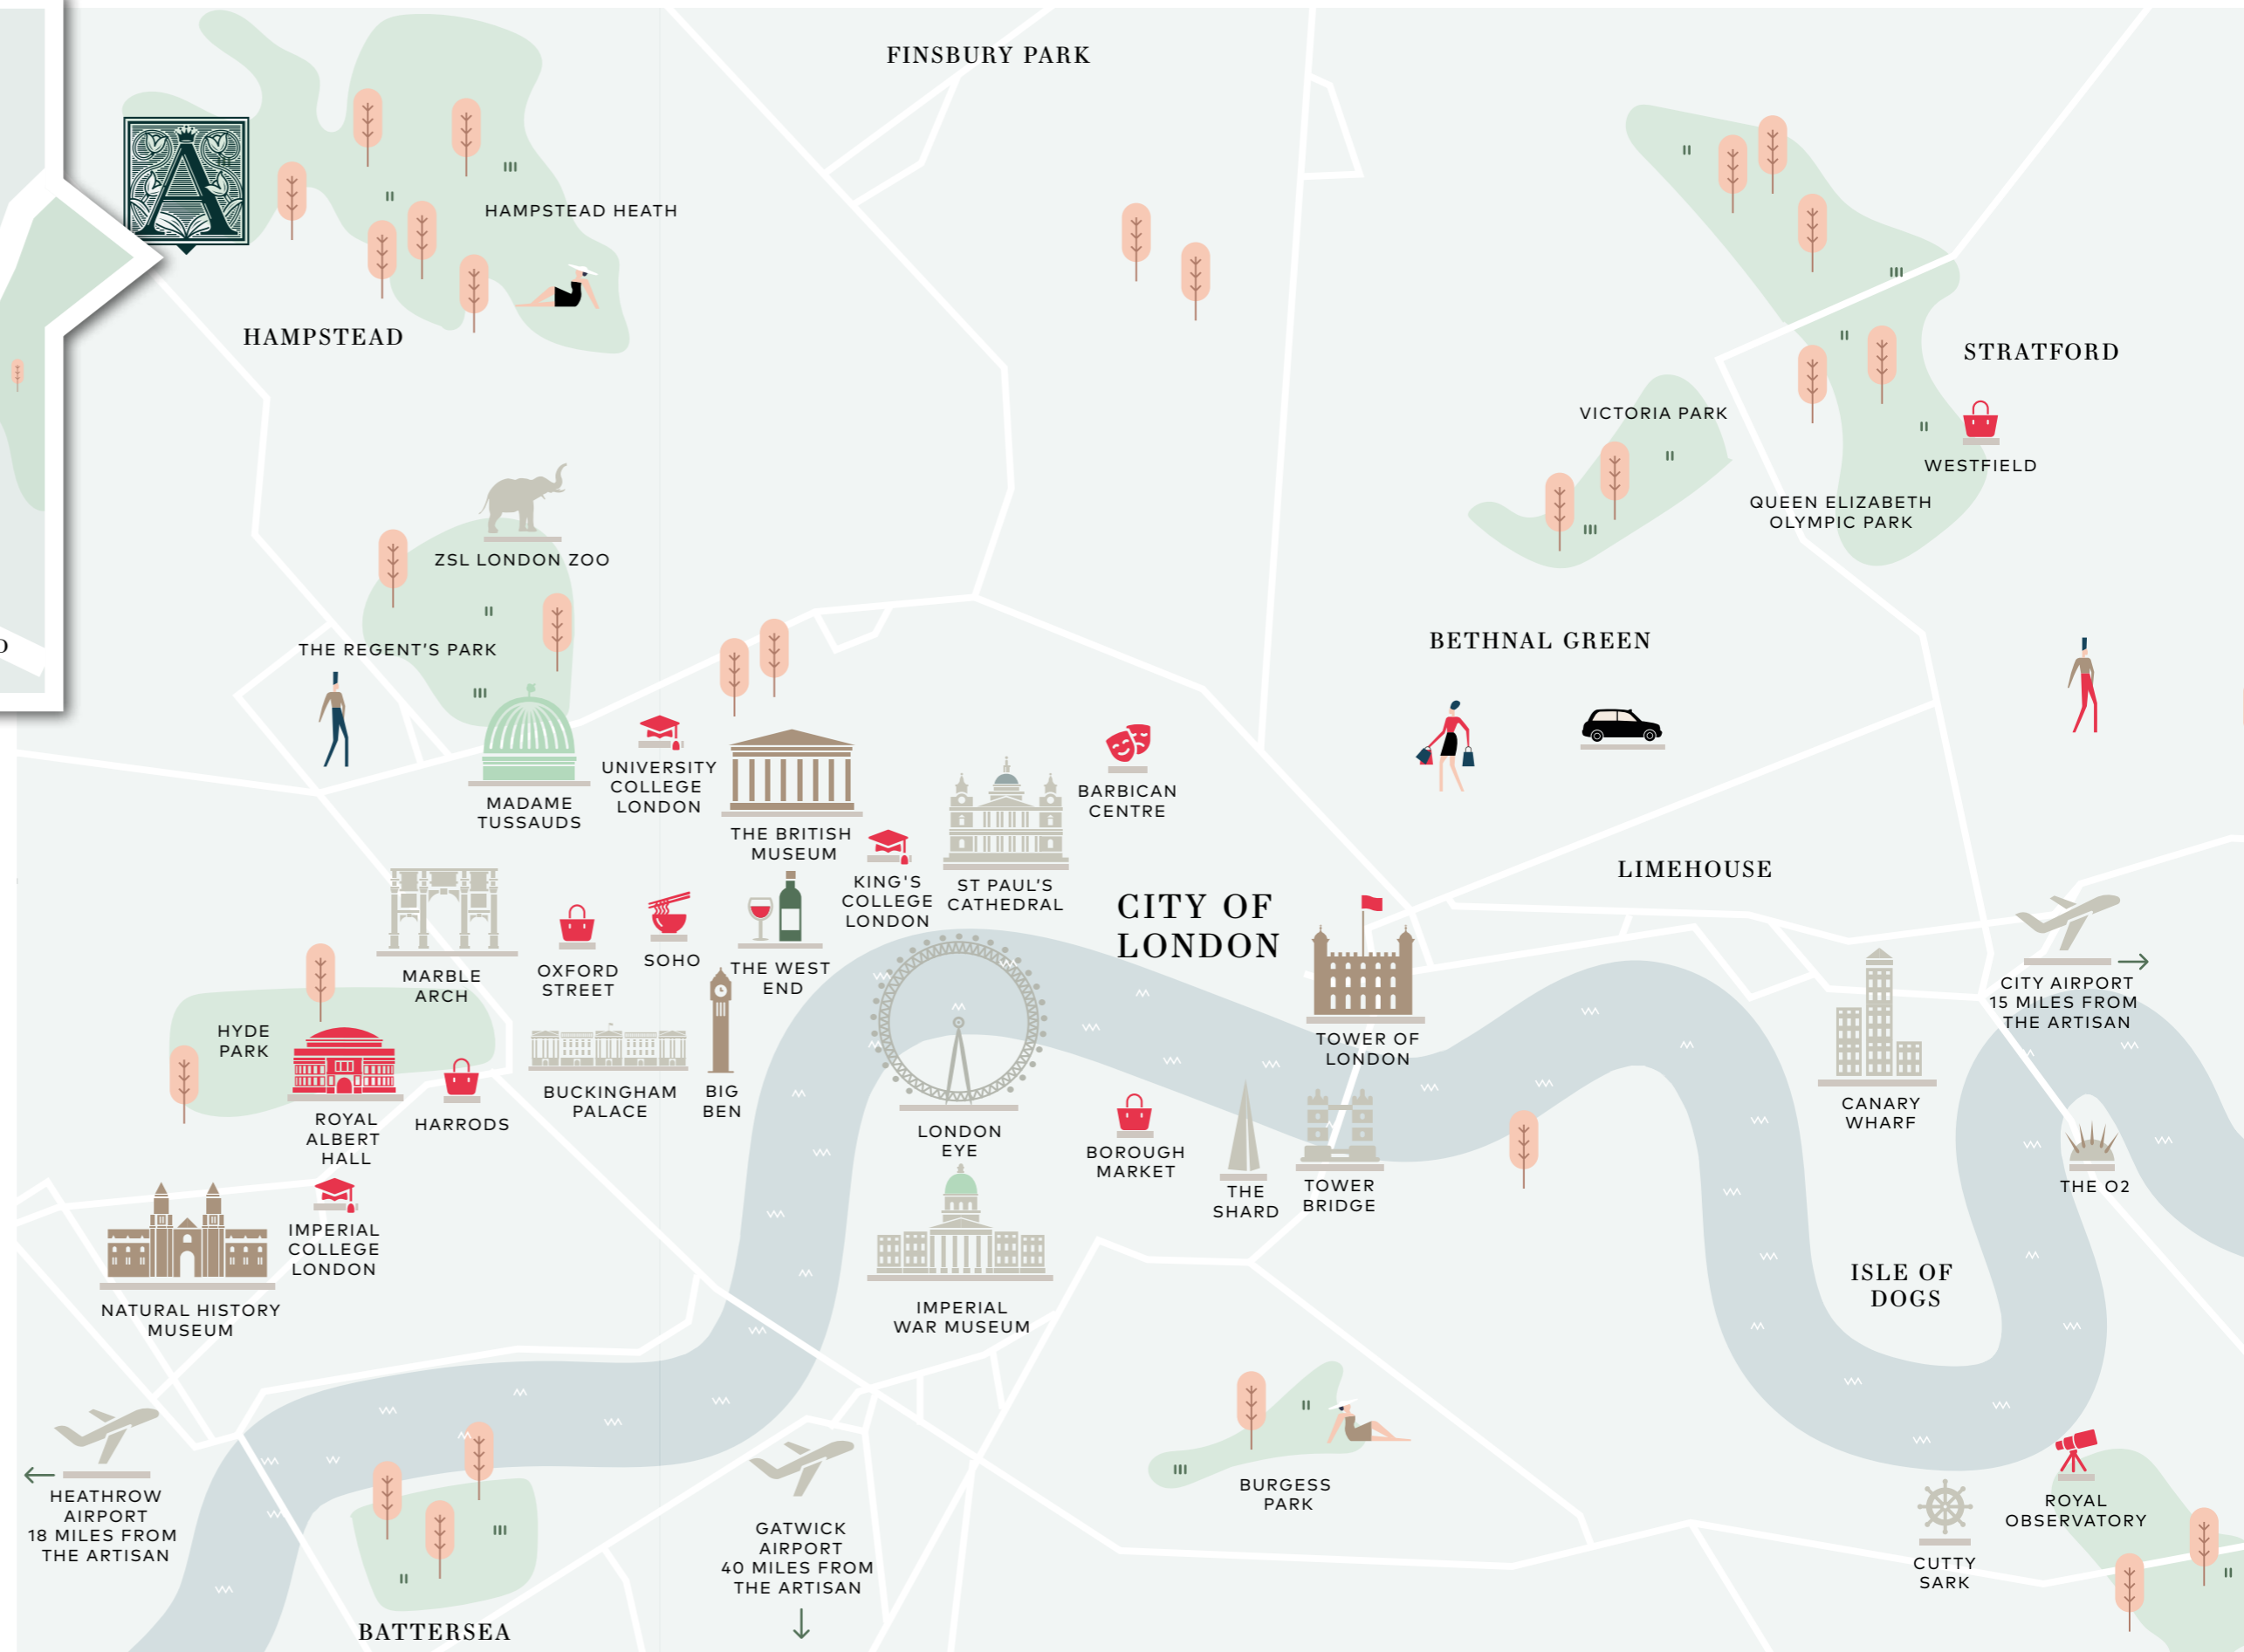 FINSBURY PARK
A
HAMPSTEAD HEATH
HAMPSTEAD
STRATFORD
VICTORIA PARK
WESTFIELD
QUEEN ELIZABETH
OLYMPIC PARK
ZSL LONDON ZOO
D
THE REGENT'S PARK
BETHNAL GREEN
UNIVERSITY
COLLEGE
LONDON
MADAME
TUSSAUDS
BARBICAN
CENTRE
THE BRITISH
MUSEUM
KING'S
COLLEGE
LONDON
ST PAUL'S
CATHEDRAL
LIMEHOUSE
CITY OF
LONDON
MARBLE
ARCH
OXFORD
STREET
SOHO
THE WEST
END
CITY AIRPORT
15 MILES FROM
THE ARTISAN
HYDE
PARK
TOWER OF
LONDON
BUCKINGHAM
PALACE
BIG
BEN
CANARY
WHARF
ROYAL
ALBERT
HALL
HARRODS
LONDON
EYE
BOROUGH
MARKET
THE
SHARD
TOWER
BRIDGE
THE O2
IMPERIAL
COLLEGE
LONDON
NATURAL HISTORY
MUSEUM
IMPERIAL
WAR MUSEUM
ISLE OF
DOGS
HEATHROW
AIRPORT
18 MILES FROM
THE ARTISAN
BURGESS
PARK
GATWICK
AIRPORT
40 MILES FROM
THE ARTISAN
ROYAL
OBSERVATORY
CUTTY
SARK
BATTERSEA